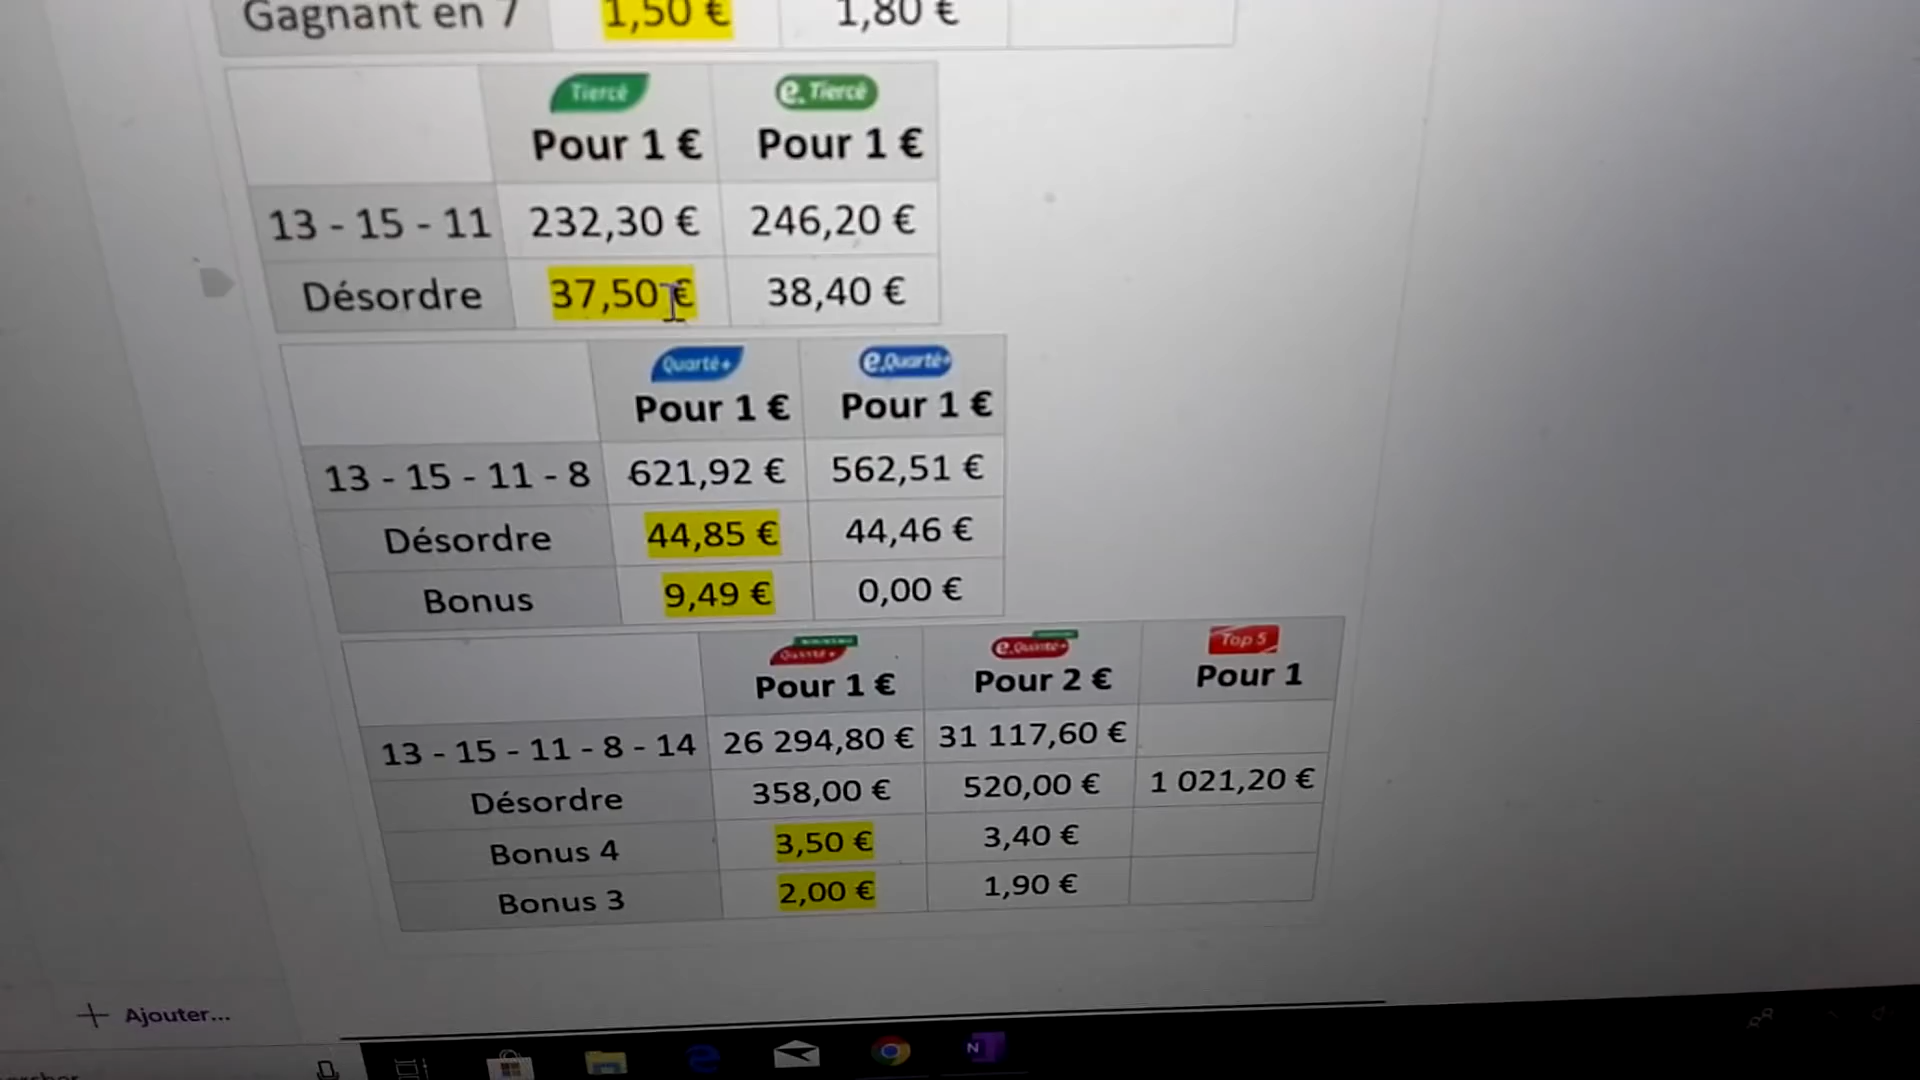 Gagnant en 7 1,50 € 1,80 €
Tiercé e.Tiercé
Pour 1 € Pour 1 €
13 - 15 - 11 232,30 € 246,20 €
Désordre 37,50 € 38,40 €
Quarté+ e.Quarté+
Pour 1 € Pour 1 €
13 - 15 - 11 - 8 621,92 € 562,51 €
Désordre 44,85 € 44,46 €
Bonus 9,49 € 0,00 €
Quinté+ e.Quinté+ Top 5
Pour 1 € Pour 2 € Pour 1
13 - 15 - 11 - 8 - 14 26 294,80 € 31 117,60 €
Désordre 358,00 € 520,00 € 1 021,20 €
Bonus 4 3,50 € 3,40 €
Bonus 3 2,00 € 1,90 €
+ Ajouter...
N